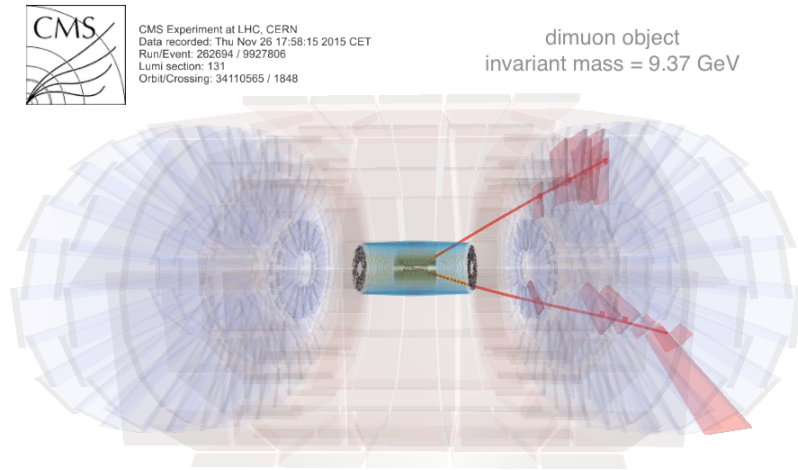 CMS
CMS Experiment at LHC, CERN
Data recorded: Thu Nov 26 17:58:15 2015 CET
Run/Event: 262694 / 9927806
Lumi section: 131
Orbit/Crossing: 34110565 / 1848
dimuon object
invariant mass = 9.37 GeV